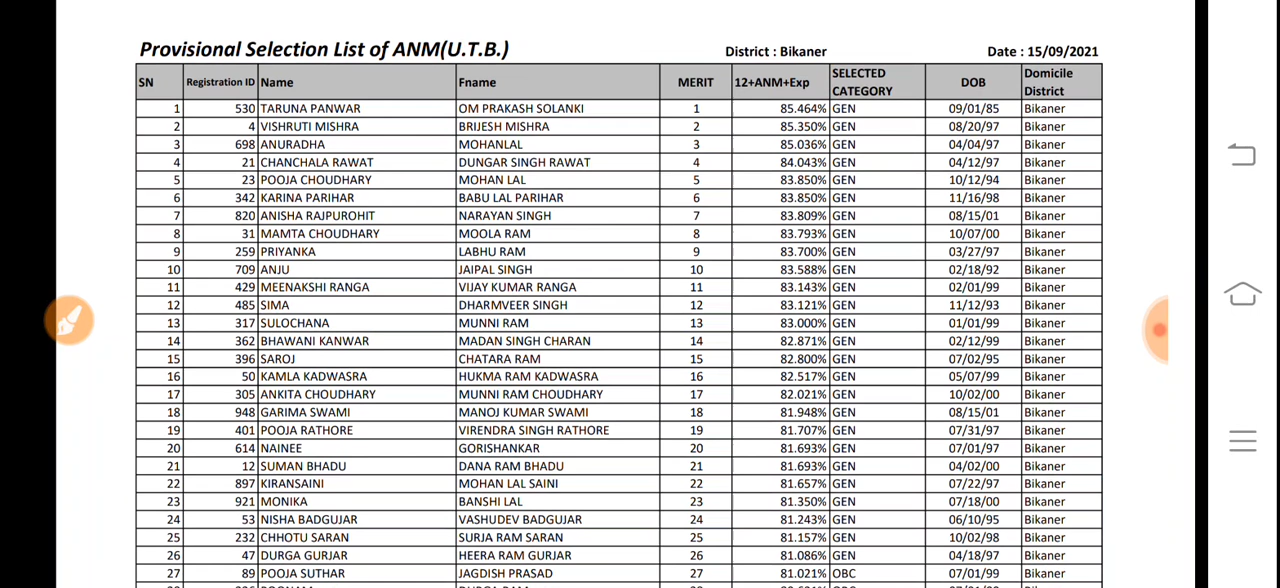 Provisional Selection List of ANM(U.T.B.) District : Bikaner Date : 15/09/2021
SN Registration ID Name Fname MERIT 12+ANM+Exp SELECTED CATEGORY DOB Domicile District
1 530 TARUNA PANWAR OM PRAKASH SOLANKI 1 85.464% GEN 09/01/85 Bikaner
2 4 VISHRUTI MISHRA BRIJESH MISHRA 2 85.350% GEN 08/20/97 Bikaner
3 698 ANURADHA MOHANLAL 3 85.036% GEN 04/04/97 Bikaner
4 21 CHANCHALA RAWAT DUNGAR SINGH RAWAT 4 84.043% GEN 04/12/97 Bikaner
5 23 POOJA CHOUDHARY MOHAN LAL 5 83.850% GEN 10/12/94 Bikaner
6 342 KARINA PARIHAR BABU LAL PARIHAR 6 83.850% GEN 11/16/98 Bikaner
7 820 ANISHA RAJPUROHIT NARAYAN SINGH 7 83.809% GEN 08/15/01 Bikaner
8 31 MAMTA CHOUDHARY MOOLA RAM 8 83.793% GEN 10/07/00 Bikaner
9 259 PRIYANKA LABHU RAM 9 83.700% GEN 03/27/97 Bikaner
10 709 ANJU JAIPAL SINGH 10 83.588% GEN 02/18/92 Bikaner
11 429 MEENAKSHI RANGA VIJAY KUMAR RANGA 11 83.143% GEN 02/01/99 Bikaner
12 485 SIMA DHARMVEER SINGH 12 83.121% GEN 11/12/93 Bikaner
13 317 SULOCHANA MUNNI RAM 13 83.000% GEN 01/01/99 Bikaner
14 362 BHAWANI KANWAR MADAN SINGH CHARAN 14 82.871% GEN 02/12/99 Bikaner
15 396 SAROJ CHATARA RAM 15 82.800% GEN 07/02/95 Bikaner
16 50 KAMLA KADWASRA HUKMA RAM KADWASRA 16 82.517% GEN 05/07/99 Bikaner
17 305 ANKITA CHOUDHARY MUNNI RAM CHOUDHARY 17 82.021% GEN 10/02/00 Bikaner
18 948 GARIMA SWAMI MANOJ KUMAR SWAMI 18 81.948% GEN 08/15/01 Bikaner
19 401 POOJA RATHORE VIRENDRA SINGH RATHORE 19 81.707% GEN 07/31/97 Bikaner
20 614 NAINEE GORISHANKAR 20 81.693% GEN 07/01/97 Bikaner
21 12 SUMAN BHADU DANA RAM BHADU 21 81.693% GEN 04/02/00 Bikaner
22 897 KIRANSAINI MOHAN LAL SAINI 22 81.657% GEN 07/22/97 Bikaner
23 921 MONIKA BANSHI LAL 23 81.350% GEN 07/18/00 Bikaner
24 53 NISHA BADGUJAR VASHUDEV BADGUJAR 24 81.243% GEN 06/10/95 Bikaner
25 232 CHHOTU SARAN SURJA RAM SARAN 25 81.157% GEN 10/02/98 Bikaner
26 47 DURGA GURJAR HEERA RAM GURJAR 26 81.086% GEN 04/18/97 Bikaner
27 89 POOJA SUTHAR JAGDISH PRASAD 27 81.021% OBC 07/01/99 Bikaner